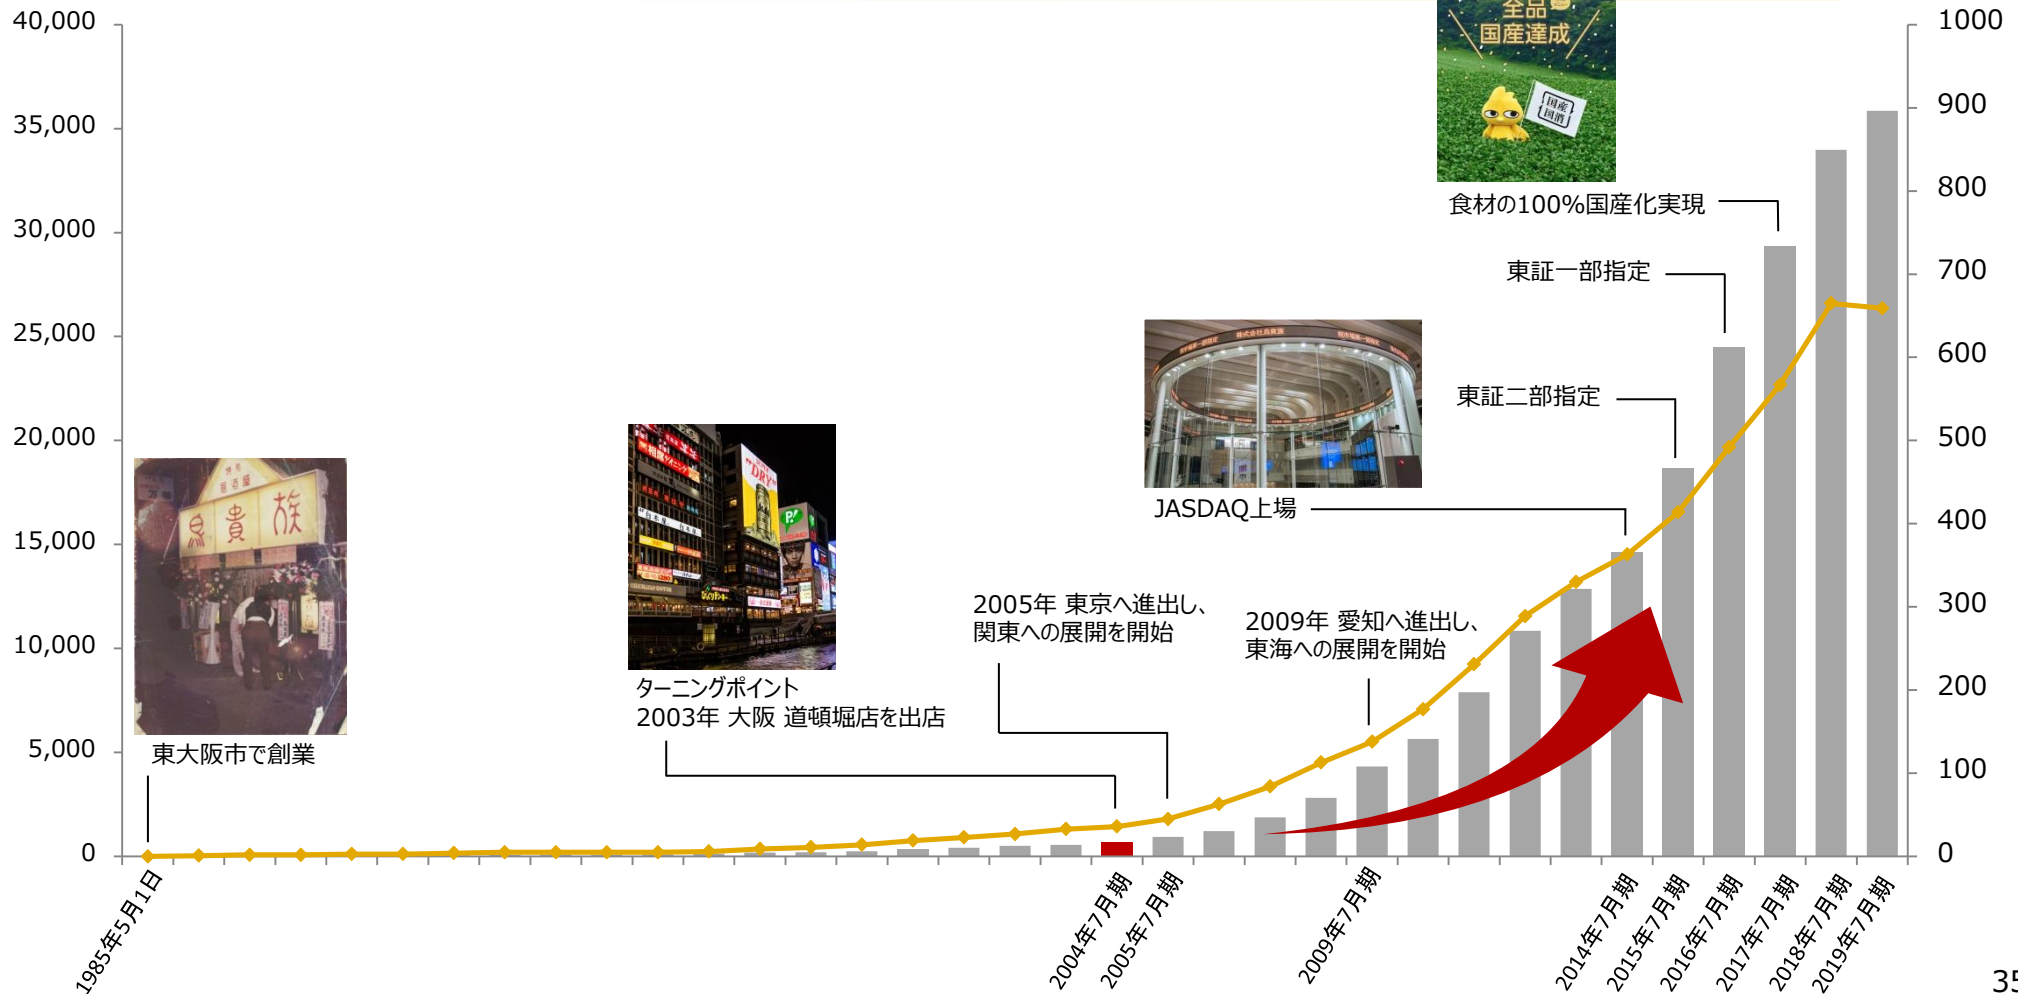 40,000
35,000
30,000
25,000
20,000
15,000
10,000
5,000
0
1000
900
800
700
600
500
400
300
200
100
0
全品
国産達成
国産
国消
食材の100%国産化実現
東証一部指定
東証二部指定
JASDAQ上場
2009年 愛知へ進出し、
東海への展開を開始
2005年 東京へ進出し、
関東への展開を開始
DRY
ターニングポイント
2003年 大阪 道頓堀店を出店
居酒屋
鳥貴族
東大阪市で創業
1985年5月1日
2004年7月期
2005年7月期
2009年7月期
2014年7月期
2015年7月期
2016年7月期
2017年7月期
2018年7月期
2019年7月期
35